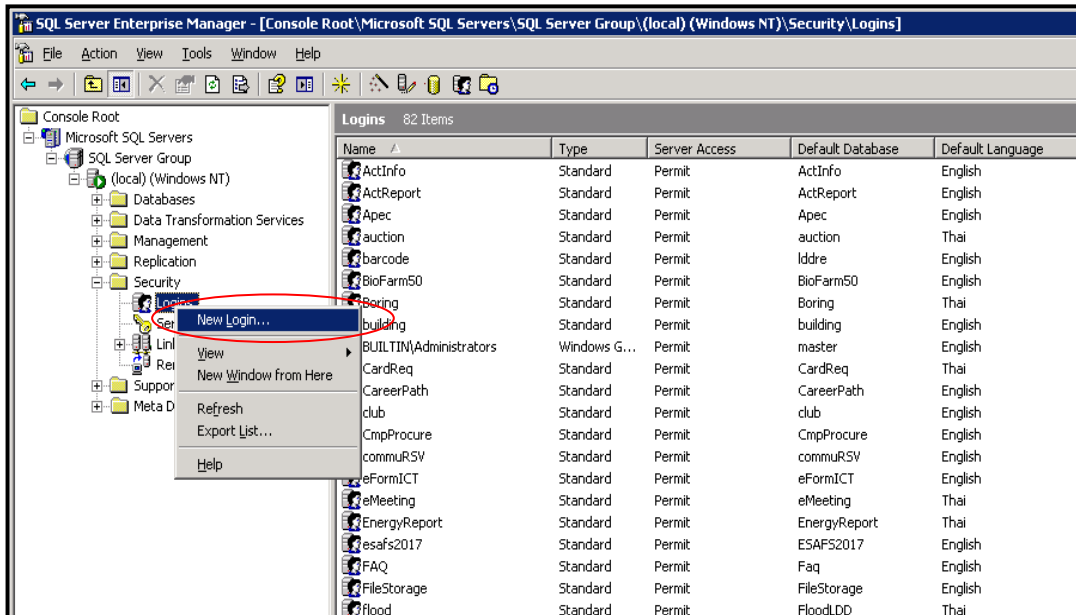 SQL Server Enterprise Manager - [Console Root\Microsoft SQL Servers\SQL Server Group\(local) (Windows NT)\Security\Logins]
File Action View Tools Window Help
Console Root
Microsoft SQL Servers
SQL Server Group
(local) (Windows NT)
Databases
Data Transformation Services
Management
Replication
Security
Logins
Ser
Lin
Re
Suppor
Meta D
New Login...
View
New Window from Here
Refresh
Export List...
Help
Logins 82 Items
Name Type Server Access Default Database Default Language
ActInfo Standard Permit ActInfo English
ActReport Standard Permit ActReport English
Apec Standard Permit Apec English
auction Standard Permit auction Thai
barcode Standard Permit lddre English
BioFarm50 Standard Permit BioFarm50 English
Boring Standard Permit Boring Thai
building Standard Permit building English
BUILTIN\Administrators Windows G... Permit master English
CardReq Standard Permit CardReq Thai
CareerPath Standard Permit CareerPath English
club Standard Permit club English
CmpProcure Standard Permit CmpProcure English
commuRSV Standard Permit commuRSV English
eFormICT Standard Permit eFormICT English
eMeeting Standard Permit eMeeting Thai
EnergyReport Standard Permit EnergyReport Thai
esafs2017 Standard Permit ESAFS2017 English
FAQ Standard Permit Faq English
FileStorage Standard Permit FileStorage English
flood Standard Permit FloodLDD Thai